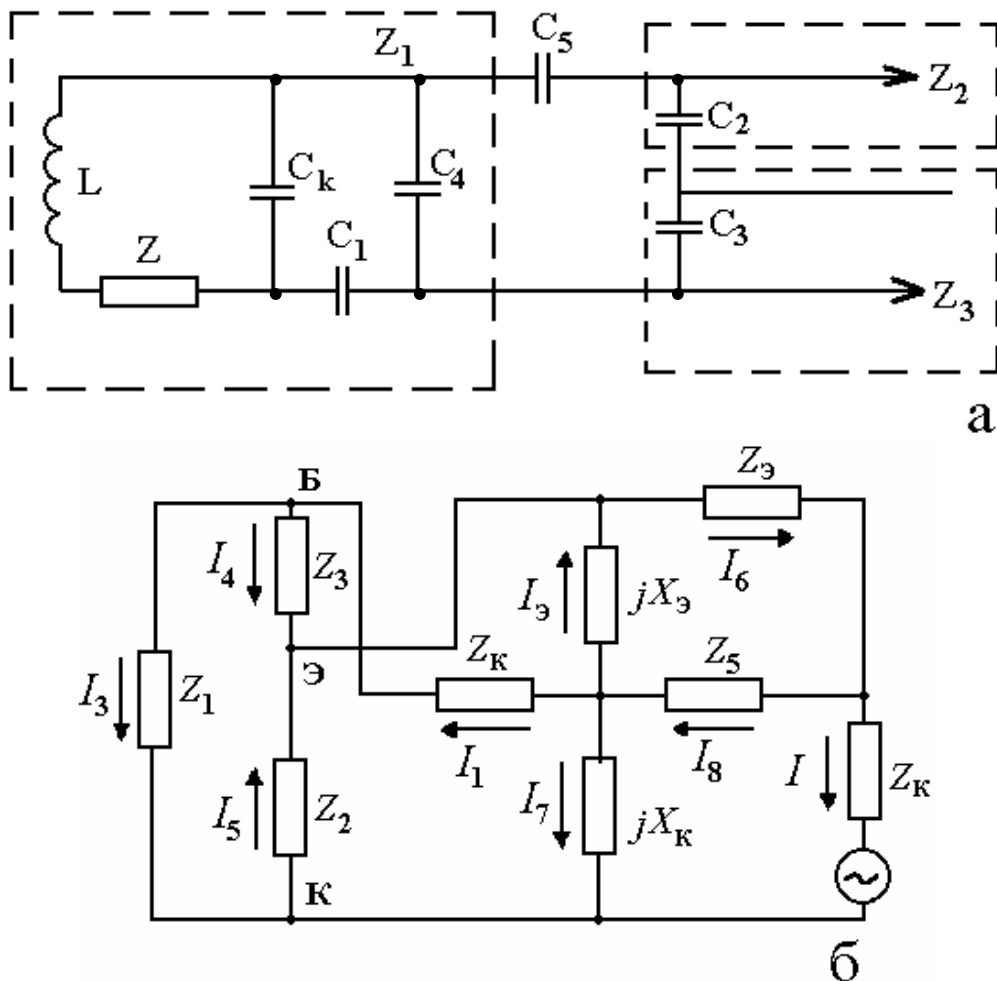 Z₁
C₅
Z₂
C₂
L
Cₖ
C₄
C₃
Z
C₁
Z₃
а
Б
Zэ
I₄
Z₃
I₆
Iэ
jXэ
Э
Zк
Z₅
I₃
Z₁
I₁
I₈
I
Zк
I₅
Z₂
I₇
jXк
К
б